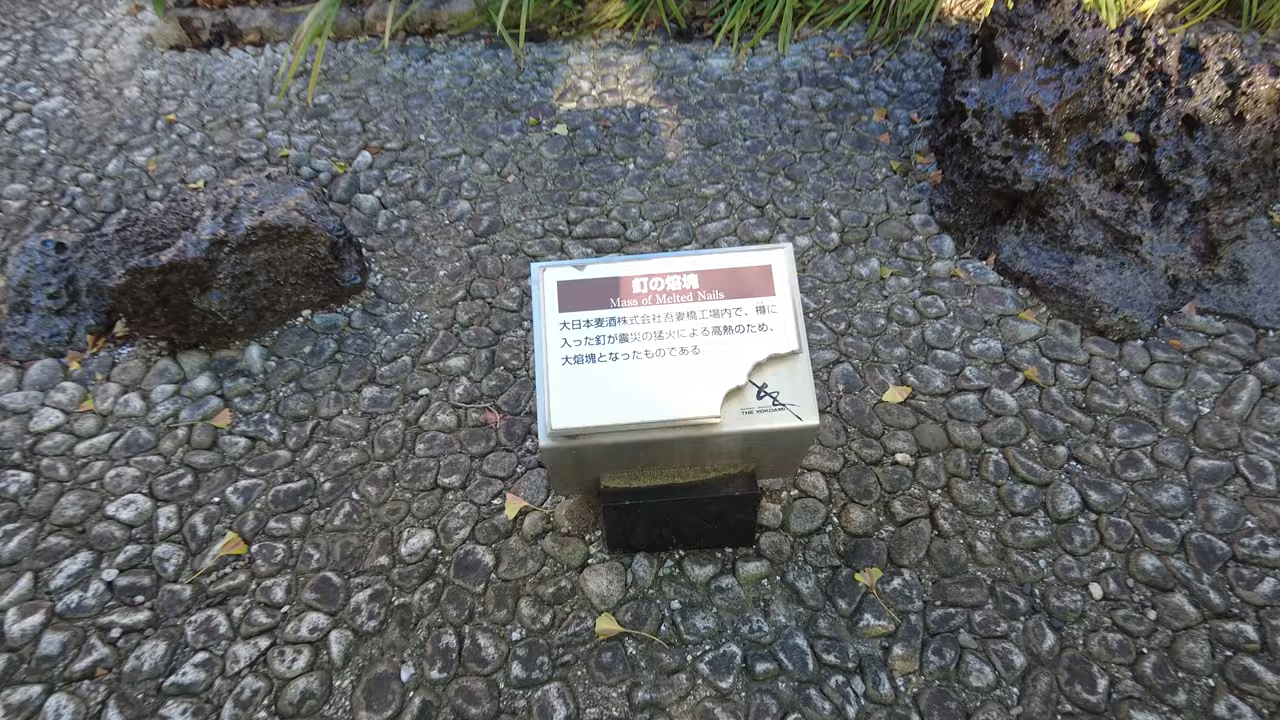 釘の熔塊
Mass of Melted Nails
大日本麦酒株式会社吾妻橋工場内で、樽に
入った釘が震災の猛火による高熱のため、
大熔塊となったものである
THE YOKOAMI